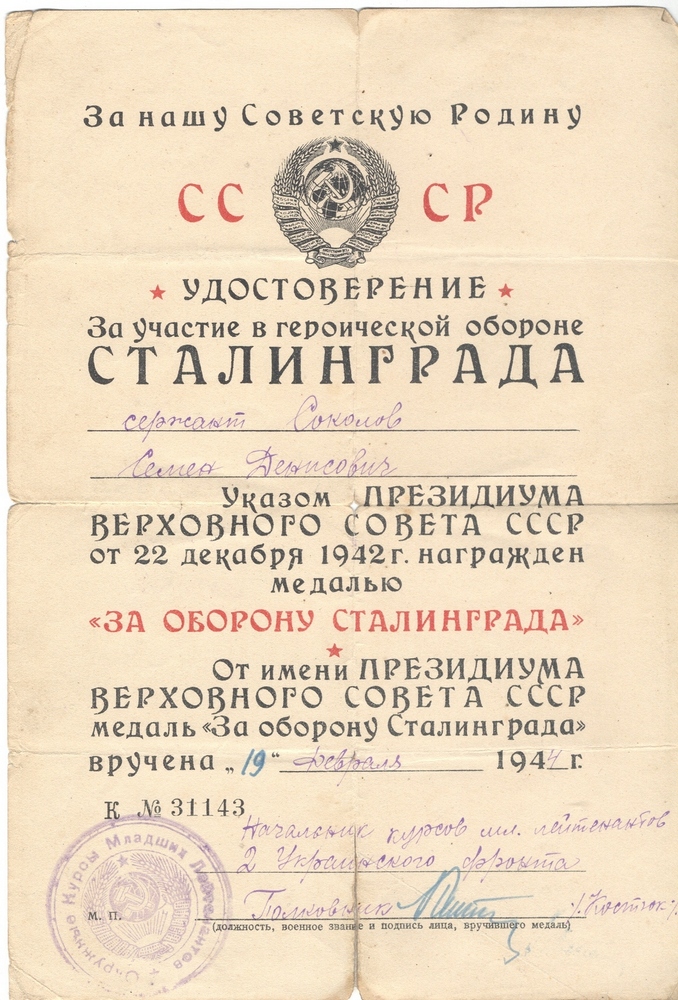 За нашу Советскую Родину
СССР
УДОСТОВЕРЕНИЕ
За участие в героической обороне
СТАЛИНГРАДА
сержант Соколов
Семен Денисович
Указом ПРЕЗИДИУМА
ВЕРХОВНОГО СОВЕТА СССР
от 22 декабря 1942 г. награжден
медалью
«ЗА ОБОРОНУ СТАЛИНГРАДА»
От имени ПРЕЗИДИУМА
ВЕРХОВНОГО СОВЕТА СССР
медаль «За оборону Сталинграда»
вручена „19“ февраля 1944 г.
К № 31143
Начальник курсов мл. лейтенантов
2 Украинского фронта
Полковник /Костюк/
М. П.
(должность, военное звание и подпись лица, вручившего медаль)
Окружные Курсы Младших Лейтенантов